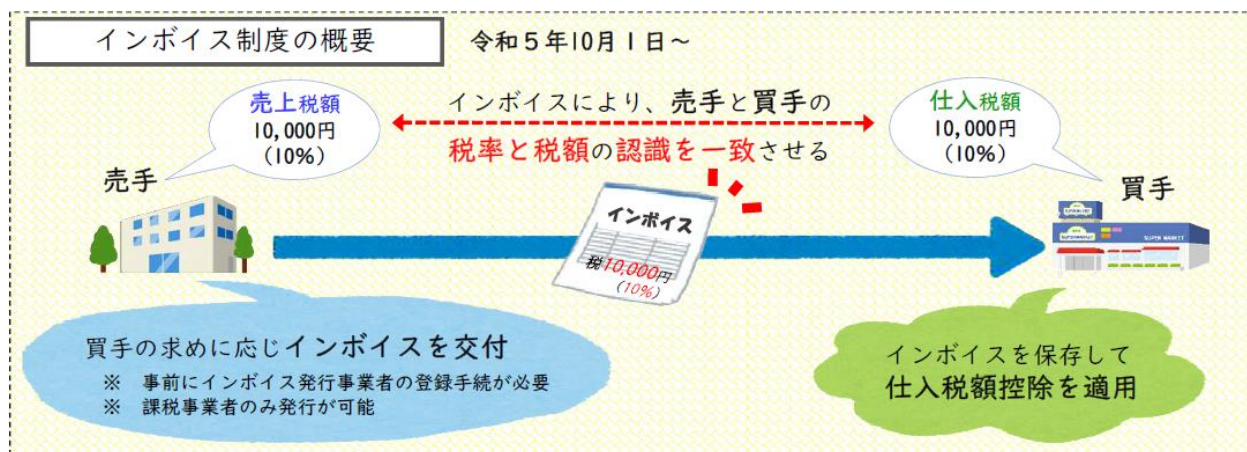 インボイス制度の概要
令和5年10月1日~
売上税額
10,000円
(10%)
インボイスにより、売手と買手の
税率と税額の認識を一致させる
仕入税額
10,000円
(10%)
売手
買手
インボイス
税10,000円
(10%)
SUPER MARKET
買手の求めに応じインボイスを交付
※ 事前にインボイス発行事業者の登録手続が必要
※ 課税事業者のみ発行が可能
インボイスを保存して
仕入税額控除を適用